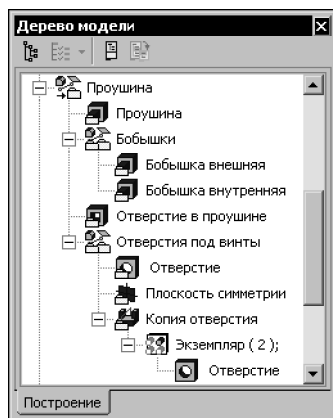 Дерево модели
Проушина
Проушина
Бобышки
Бобышка внешняя
Бобышка внутренняя
Отверстие в проушине
Отверстия под винты
Отверстие
Плоскость симметрии
Копия отверстия
Экземпляр ( 2 );
Отверстие
Построение